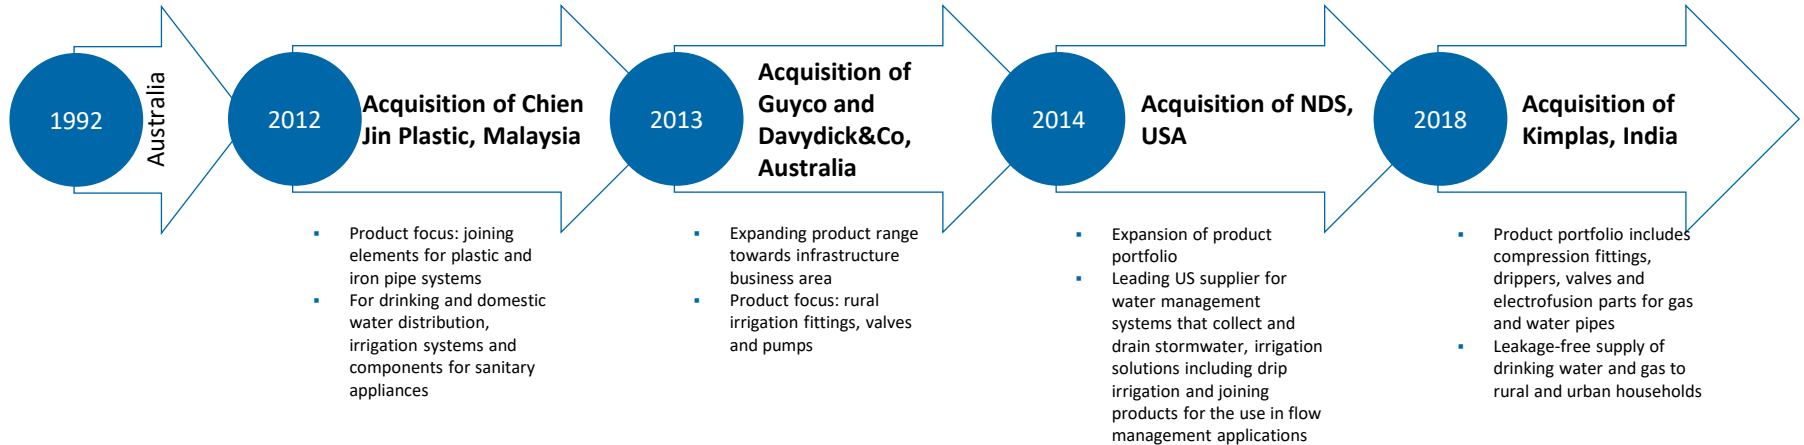 1992
Australia
2012
Acquisition of Chien
Jin Plastic, Malaysia
▪ Product focus: joining
elements for plastic and
iron pipe systems
▪ For drinking and domestic
water distribution,
irrigation systems and
components for sanitary
appliances
2013
Acquisition of
Guyco and
Davydick&Co,
Australia
▪ Expanding product range
towards infrastructure
business area
▪ Product focus: rural
irrigation fittings, valves
and pumps
2014
Acquisition of NDS,
USA
▪ Expansion of product
portfolio
▪ Leading US supplier for
water management
systems that collect and
drain stormwater, irrigation
solutions including drip
irrigation and joining
products for the use in flow
management applications
2018
Acquisition of
Kimplas, India
▪ Product portfolio includes
compression fittings,
drippers, valves and
electrofusion parts for gas
and water pipes
▪ Leakage-free supply of
drinking water and gas to
rural and urban households